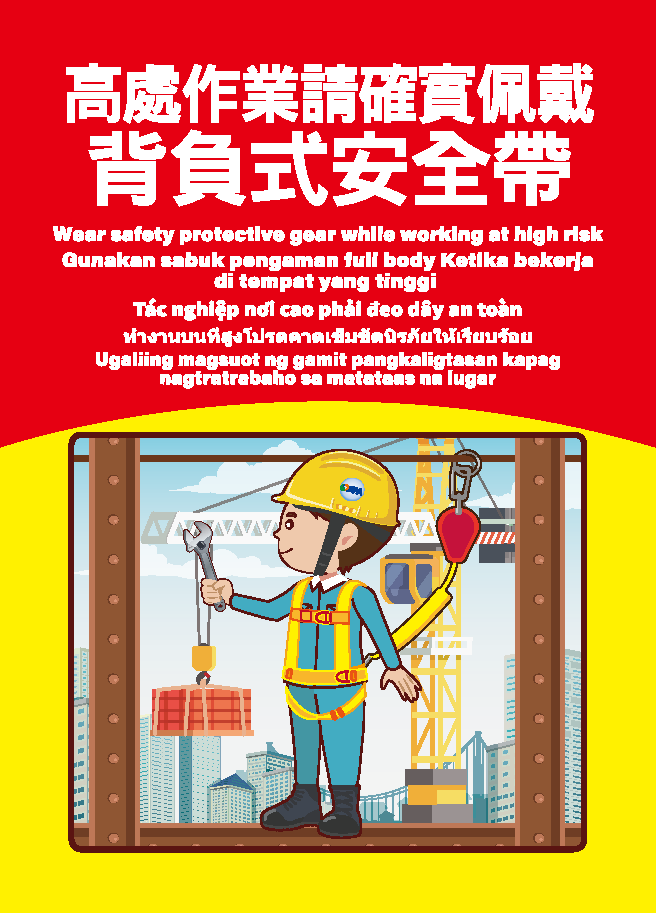 高處作業請確實佩戴
背負式安全帶
Wear safety protective gear while working at high risk
Gunakan sabuk pengaman full body Ketika bekerja
di tempat yang tinggi
Tác nghiệp nơi cao phải đeo dây an toàn
ทำงานบนที่สูงโปรดคาดเข็มขัดนิรภัยให้เรียบร้อย
Ugaliing magsuot ng gamit pangkaligtasan kapag
nagtratrabaho sa matataas na lugar